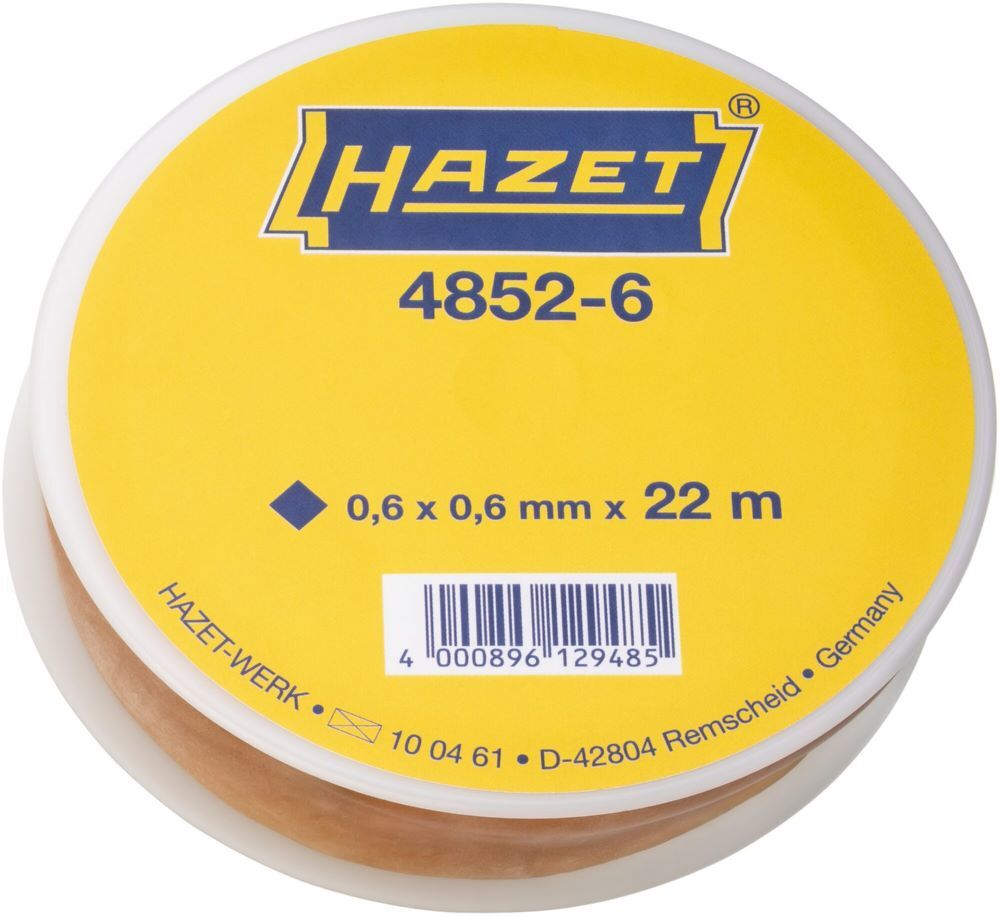 HAZET®
4852-6
0,6 x 0,6 mm x 22 m
4 000896 129485
HAZET-WERK • 10 04 61 • D-42804 Remscheid • Germany